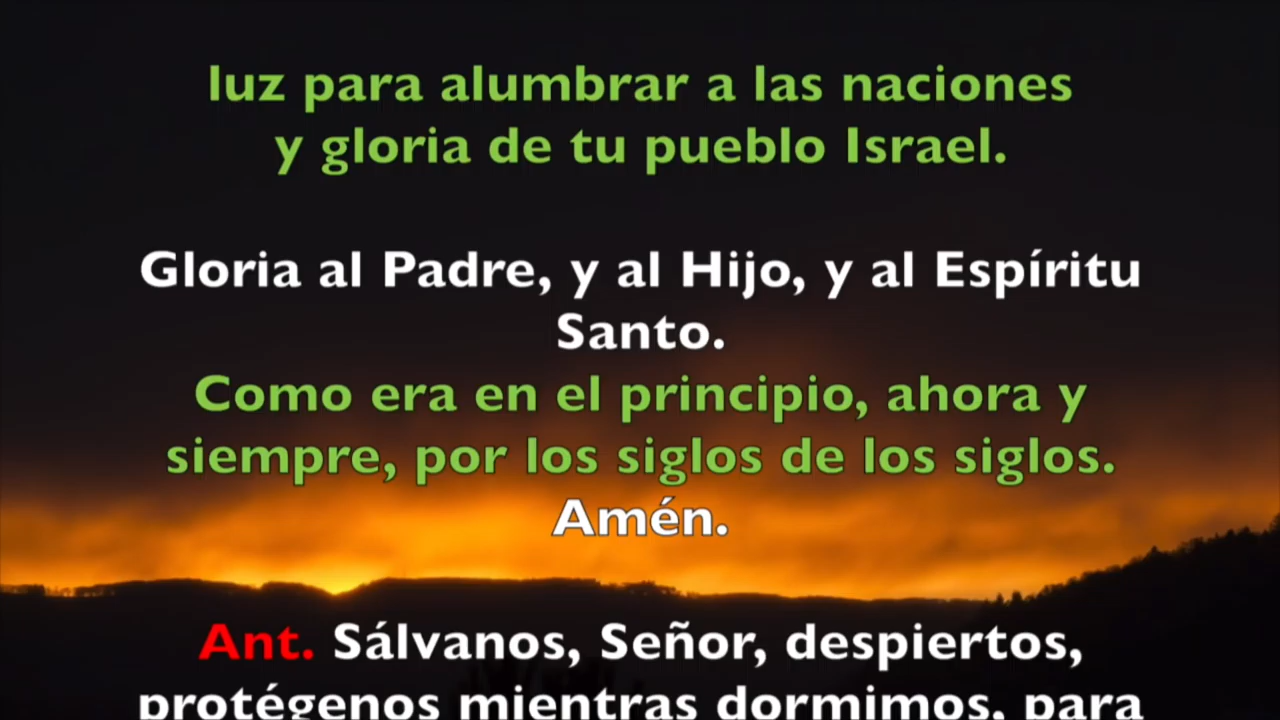 luz para alumbrar a las naciones
y gloria de tu pueblo Israel.
Gloria al Padre, y al Hijo, y al Espíritu
Santo.
Como era en el principio, ahora y
siempre, por los siglos de los siglos.
Amén.
Ant. Sálvanos, Señor, despiertos,
protégenos mientras dormimos, para